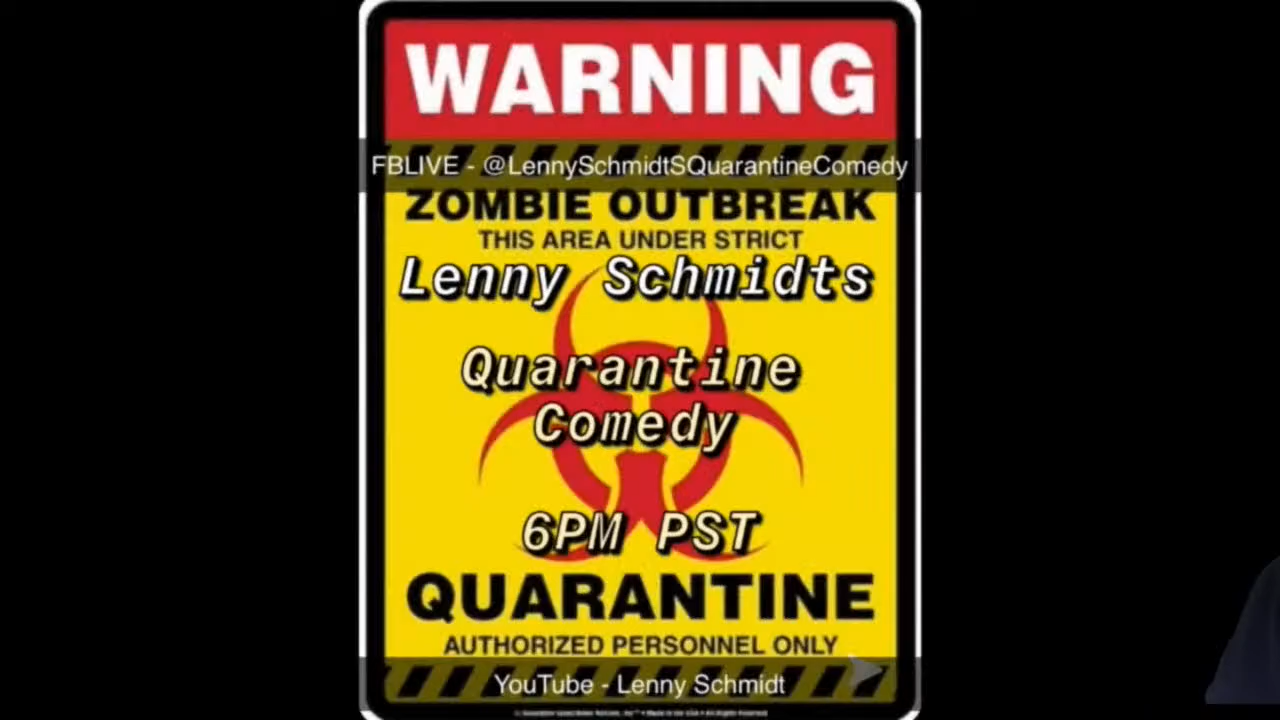 WARNING
FBLIVE - @LennySchmidtSQuarantineComedy
ZOMBIE OUTBREAK
THIS AREA UNDER STRICT
Lenny Schmidts
Quarantine
Comedy
6PM PST
QUARANTINE
AUTHORIZED PERSONNEL ONLY
YouTube - Lenny Schmidt